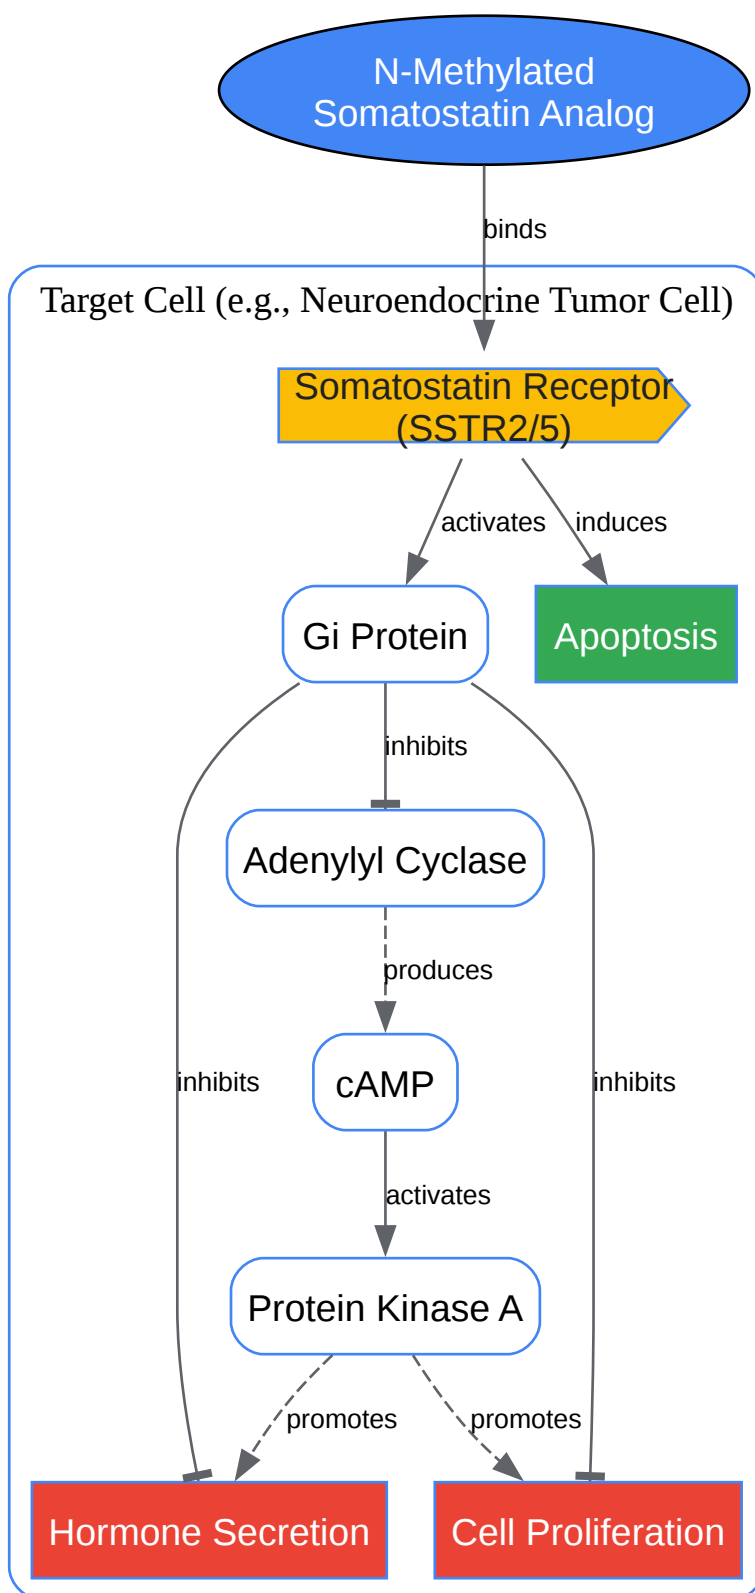 N-Methylated
Somatostatin Analog
binds
Target Cell (e.g., Neuroendocrine Tumor Cell)
Somatostatin Receptor
(SSTR2/5)
activates
induces
Gi Protein
Apoptosis
inhibits
Adenylyl Cyclase
produces
inhibits
cAMP
inhibits
activates
Protein Kinase A
promotes
promotes
Hormone Secretion
Cell Proliferation